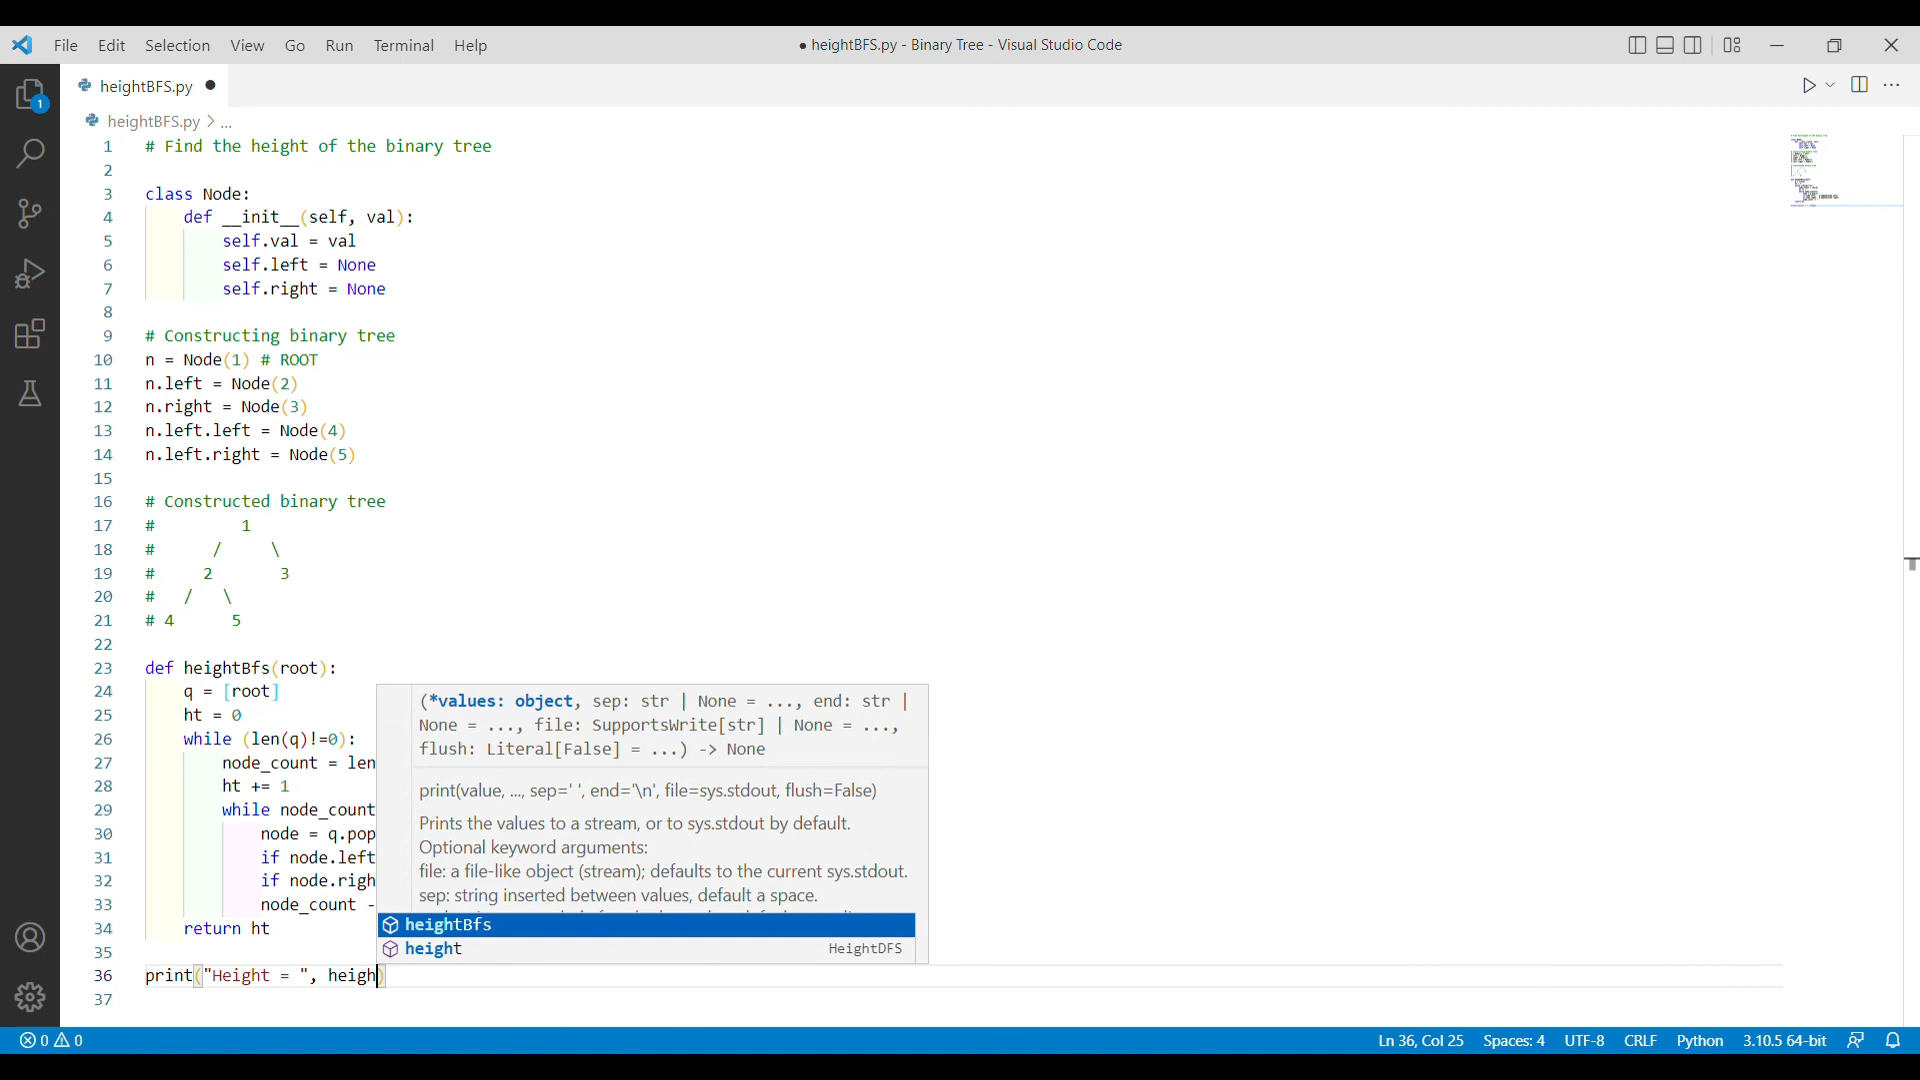 File Edit Selection View Go Run Terminal Help
● heightBFS.py - Binary Tree - Visual Studio Code
heightBFS.py ●
heightBFS.py > ...
1 # Find the height of the binary tree
2
3 class Node:
4 def __init__(self, val):
5 self.val = val
6 self.left = None
7 self.right = None
8
9 # Constructing binary tree
10 n = Node(1) # ROOT
11 n.left = Node(2)
12 n.right = Node(3)
13 n.left.left = Node(4)
14 n.left.right = Node(5)
15
16 # Constructed binary tree
17 # 1
18 # / \
19 # 2 3
20 # / \
21 # 4 5
22
23 def heightBfs(root):
24 q = [root]
25 ht = 0
26 while (len(q)!=0):
27 node_count = len
28 ht += 1
29 while node_count
30 node = q.pop
31 if node.left
32 if node.righ
33 node_count -
34 return ht
35
36 print("Height = ", heigh)
37
(*values: object, sep: str | None = ..., end: str |
None = ..., file: SupportsWrite[str] | None = ...,
flush: Literal[False] = ...) -> None
print(value, ..., sep=' ', end='\n', file=sys.stdout, flush=False)
Prints the values to a stream, or to sys.stdout by default.
Optional keyword arguments:
file: a file-like object (stream); defaults to the current sys.stdout.
sep: string inserted between values, default a space.
heightBfs
height HeightDFS
1
0 0
Ln 36, Col 25 Spaces: 4 UTF-8 CRLF Python 3.10.5 64-bit